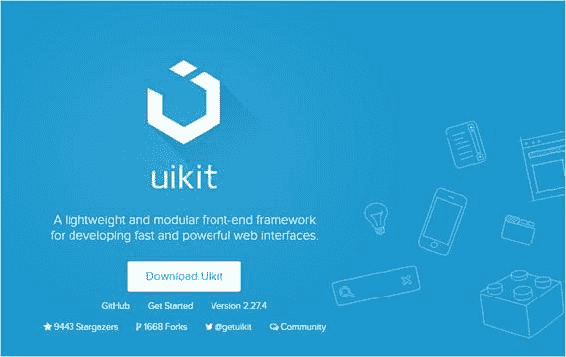 uikit
A lightweight and modular front-end framework
for developing fast and powerful web interfaces.
Download UIkit
GitHub Get Started Version 2.27.4
9443 Stargazers 1668 Forks @getuikit Community